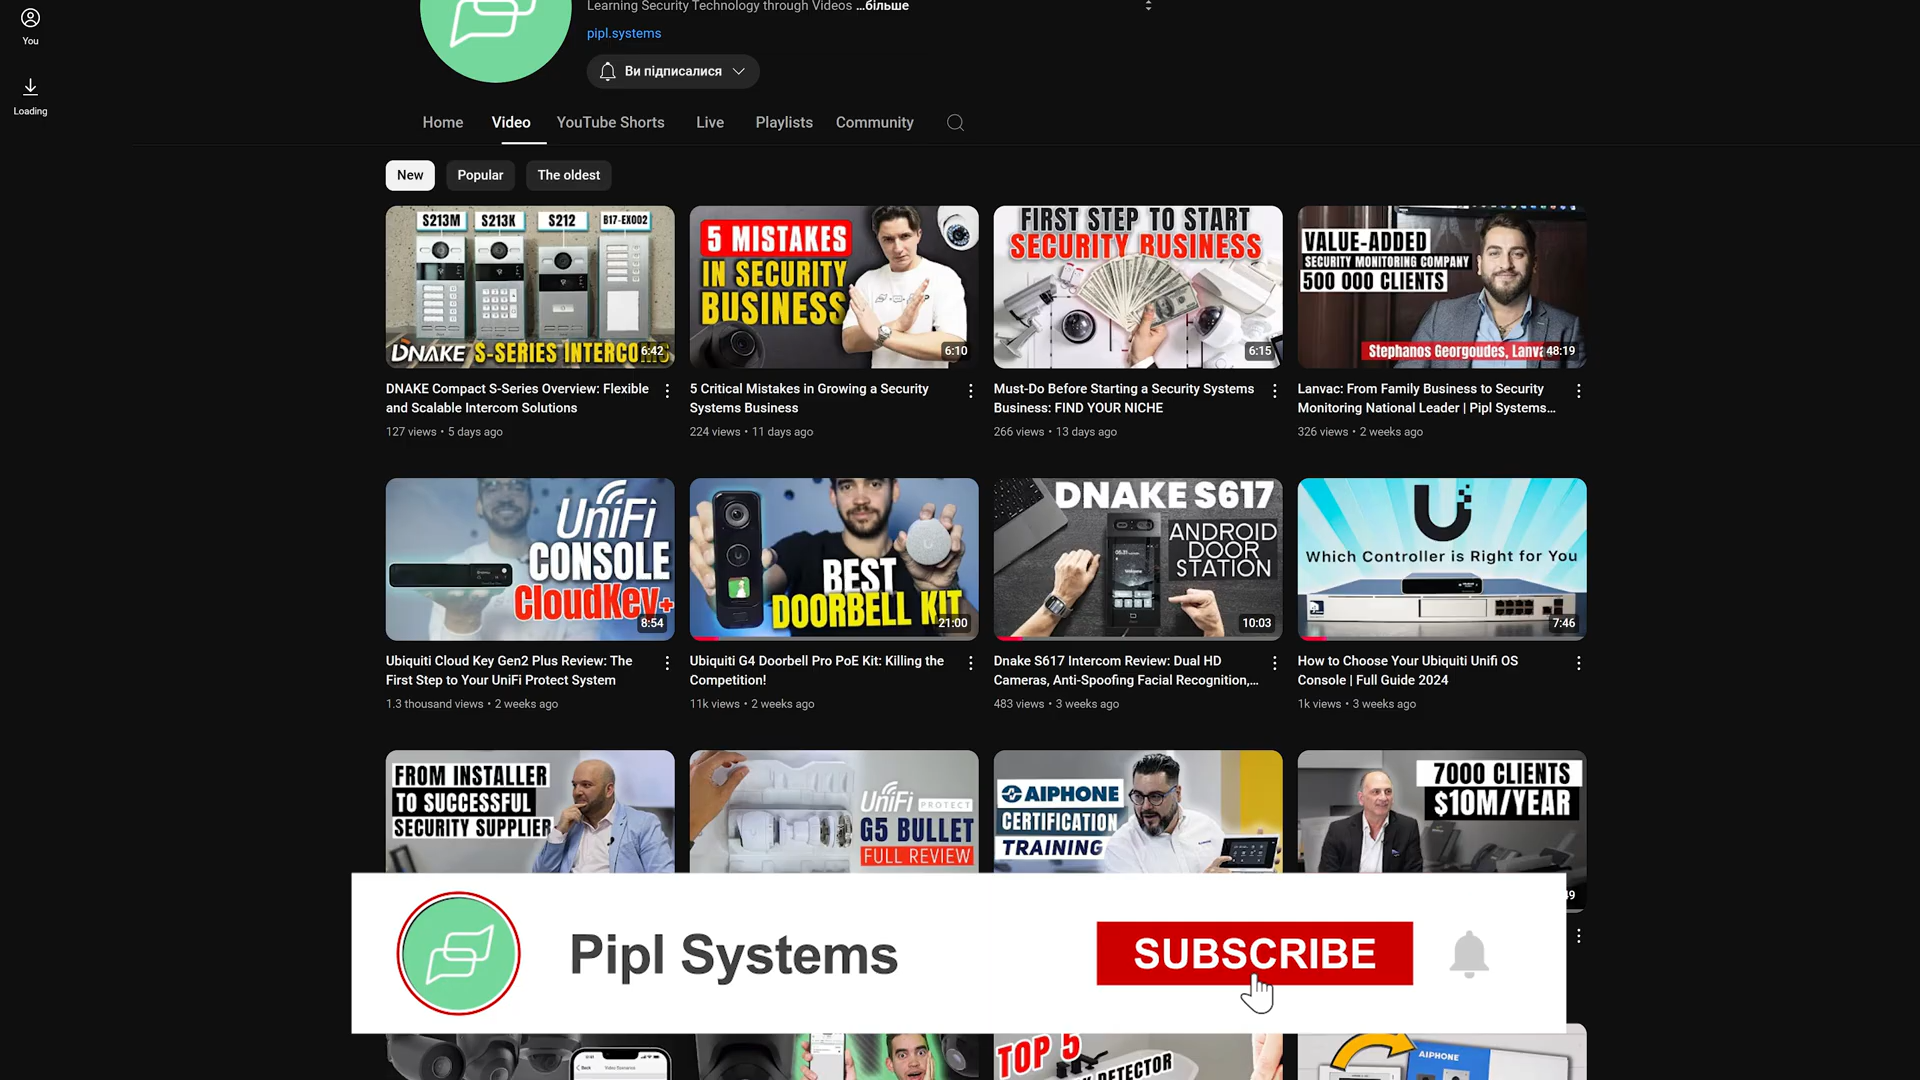 Learning Security Technology through Videos ...більше
You
pipl.systems
Ви підписалися
Loading
Home Video YouTube Shorts Live Playlists Community
New Popular The oldest
S213M S213K S212 B17-EX002
DNAKE S-SERIES
6:42
5 MISTAKES
IN SECURITY
BUSINESS
6:10
FIRST STEP TO START
SECURITY BUSINESS
6:15
VALUE-ADDED
SECURITY MONITORING COMPANY
500 000 CLIENTS
Stephanos Georgoudes,
48:19
DNAKE Compact S-Series Overview: Flexible
and Scalable Intercom Solutions
127 views • 5 days ago
5 Critical Mistakes in Growing a Security
Systems Business
224 views • 11 days ago
Must-Do Before Starting a Security Systems
Business: FIND YOUR NICHE
266 views • 13 days ago
Lanvac: From Family Business to Security
Monitoring National Leader | Pipl Systems...
326 views • 2 weeks ago
UniFi
CONSOLE
CloudKey+
8:54
BEST
DOORBELL KIT
21:00
DNAKE S617
ANDROID
DOOR
STATION
10:03
Which Controller is Right for You
7:46
Ubiquiti Cloud Key Gen2 Plus Review: The
First Step to Your UniFi Protect System
1.3 thousand views • 2 weeks ago
Ubiquiti G4 Doorbell Pro PoE Kit: Killing the
Competition!
11k views • 2 weeks ago
Dnake S617 Intercom Review: Dual HD
Cameras, Anti-Spoofing Facial Recognition,...
483 views • 3 weeks ago
How to Choose Your Ubiquiti Unifi OS
Console | Full Guide 2024
1k views • 3 weeks ago
FROM INSTALLER
TO SUCCESSFUL
SECURITY SUPPLIER
UniFi PROTECT
G5 BULLET
FULL REVIEW
AIPHONE
CERTIFICATION
TRAINING
7000 CLIENTS
$10M/YEAR
Pipl Systems
SUBSCRIBE
TOP 5
DETECTOR
AIPHONE